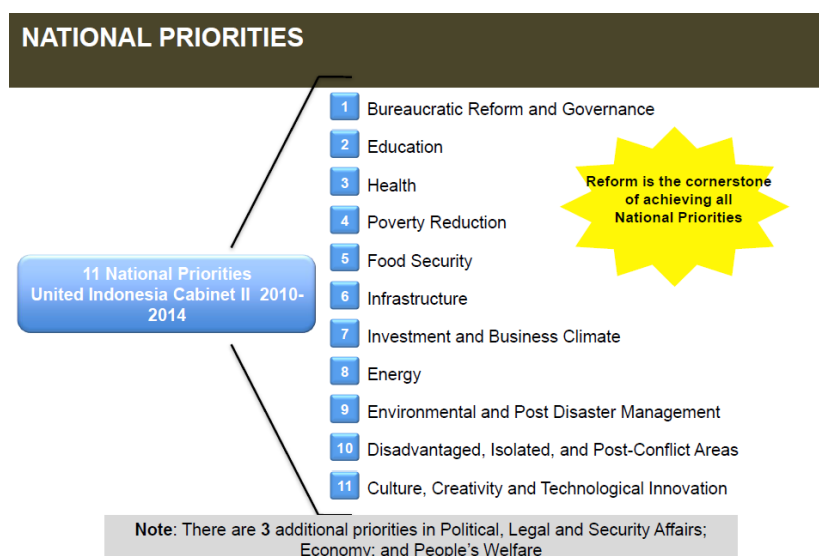 NATIONAL PRIORITIES
11 National Priorities
United Indonesia Cabinet II 2010-
2014
1 Bureaucratic Reform and Governance
2 Education
3 Health
4 Poverty Reduction
5 Food Security
6 Infrastructure
7 Investment and Business Climate
8 Energy
9 Environmental and Post Disaster Management
10 Disadvantaged, Isolated, and Post-Conflict Areas
11 Culture, Creativity and Technological Innovation
Reform is the cornerstone
of achieving all
National Priorities
Note: There are 3 additional priorities in Political, Legal and Security Affairs;
Economy; and People's Welfare